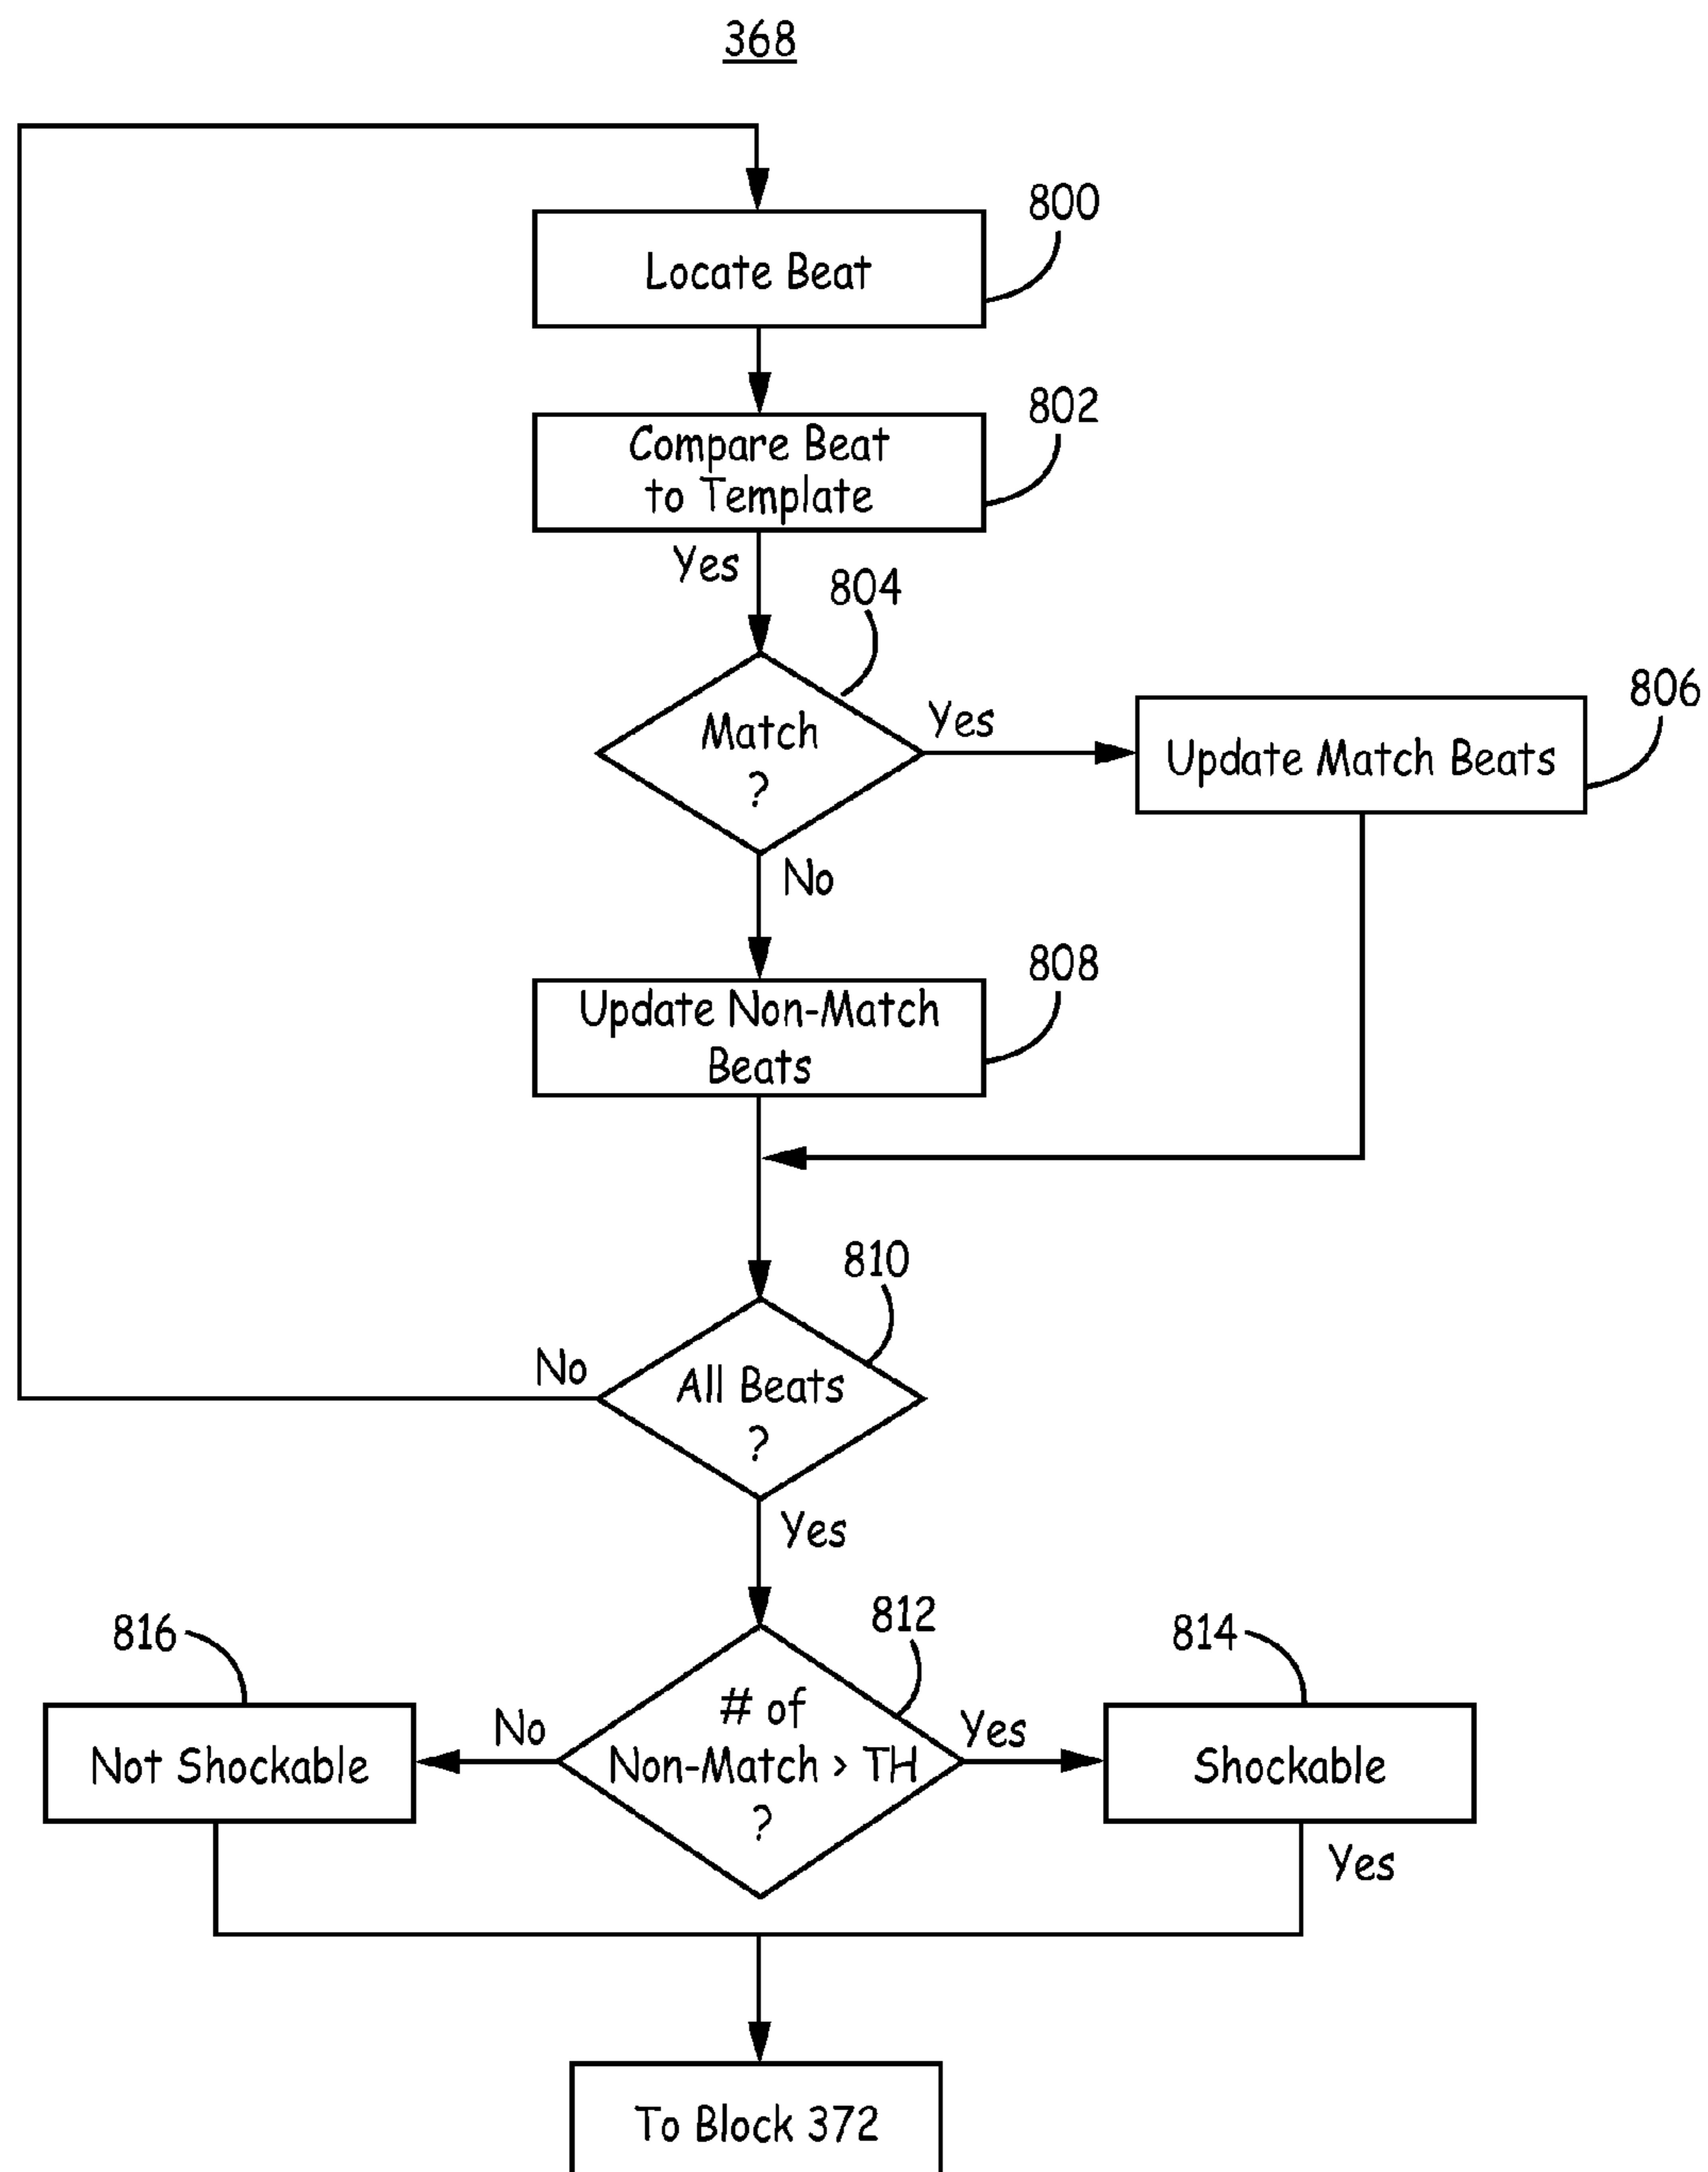 368
800
Locate Beat
802
Compare Beat
to Template
Yes
804
Match
?
Yes
806
Update Match Beats
No
808
Update Non-Match
Beats
810
No
All Beats
?
Yes
816
812
814
Not Shockable
No
# of
Non-Match > TH
?
Yes
Shockable
Yes
To Block 372